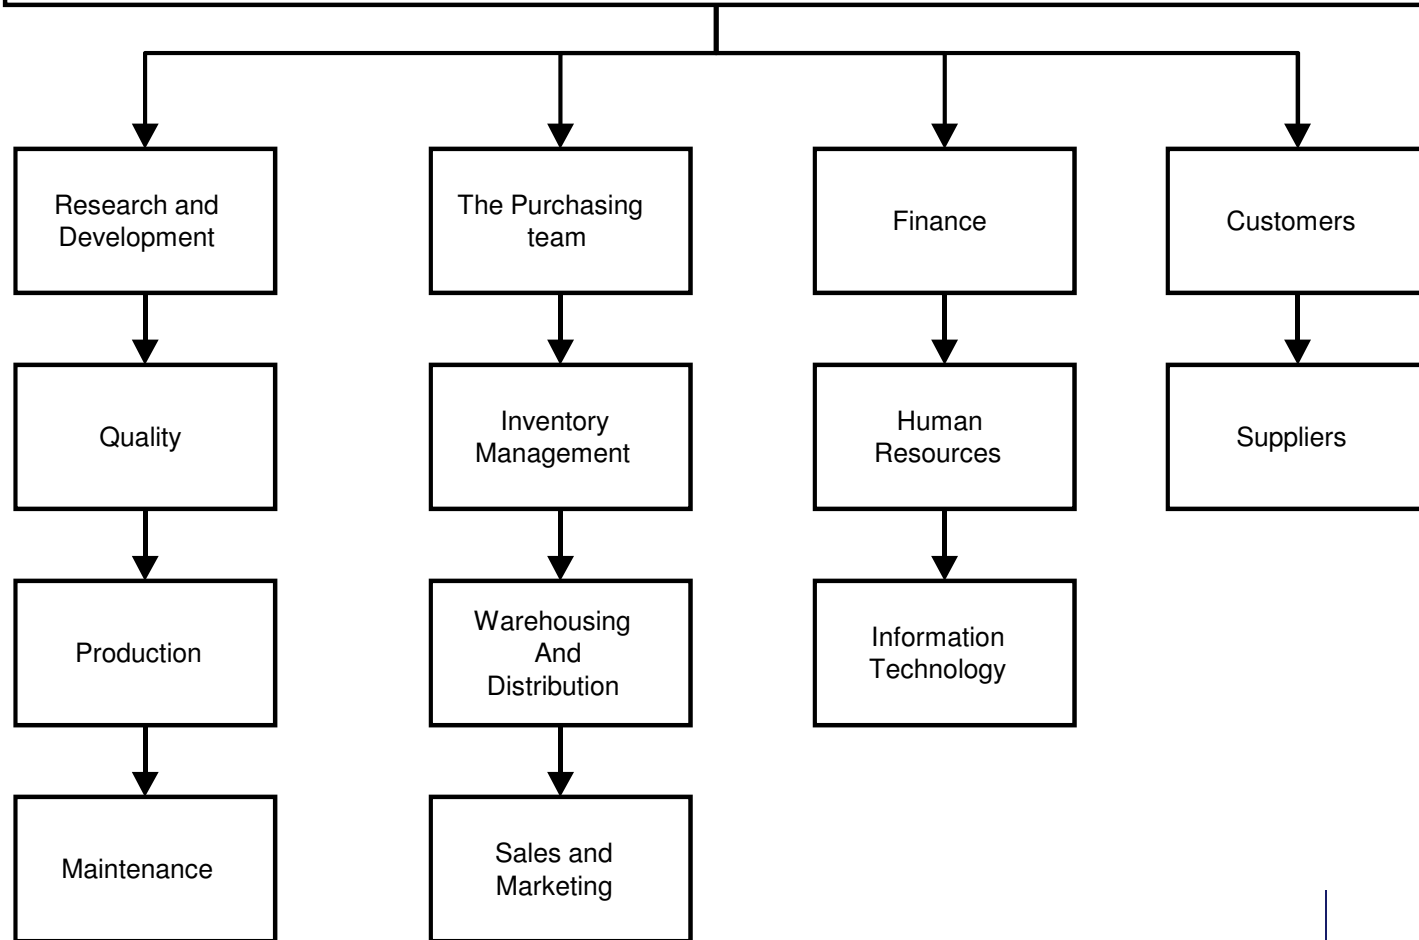 Research and
Development
The Purchasing
team
Finance
Customers
Quality
Inventory
Management
Human
Resources
Suppliers
Production
Warehousing
And
Distribution
Information
Technology
Maintenance
Sales and
Marketing